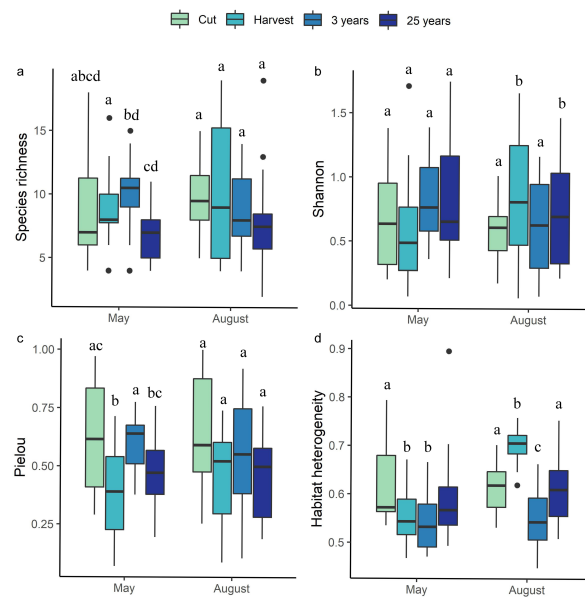 Cut Harvest 3 years 25 years
a
Species richness
15
10
5
abcd
a
bd
cd
a
a
a
a
May August
b
Shannon
1.5
1.0
0.5
0.0
a
a
a
a
a
b
a
b
May August
c
Pielou
1.00
0.75
0.50
0.25
ac
b
a
bc
a
a
a
a
May August
d
Habitat heterogeneity
0.9
0.8
0.7
0.6
0.5
a
b
b
a
b
c
a
May August